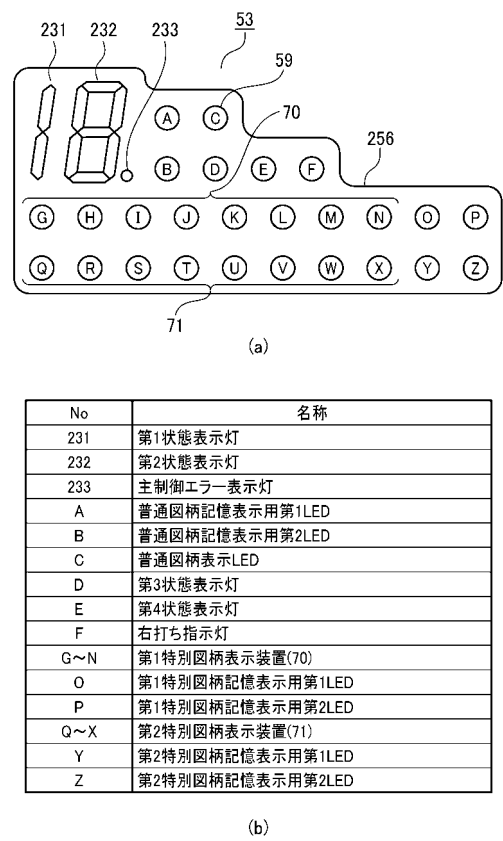 53
231 232 233
59
A C 70
256
B D E F
G H I J K L M N O P
Q R S T U V W X Y Z
71
(a)
No 名称
231 第1状態表示灯
232 第2状態表示灯
233 主制御エラー表示灯
A 普通図柄記憶表示用第1LED
B 普通図柄記憶表示用第2LED
C 普通図柄表示LED
D 第3状態表示灯
E 第4状態表示灯
F 右打ち指示灯
G～N 第1特別図柄表示装置(70)
O 第1特別図柄記憶表示用第1LED
P 第1特別図柄記憶表示用第2LED
Q～X 第2特別図柄表示装置(71)
Y 第2特別図柄記憶表示用第1LED
Z 第2特別図柄記憶表示用第2LED
(b)